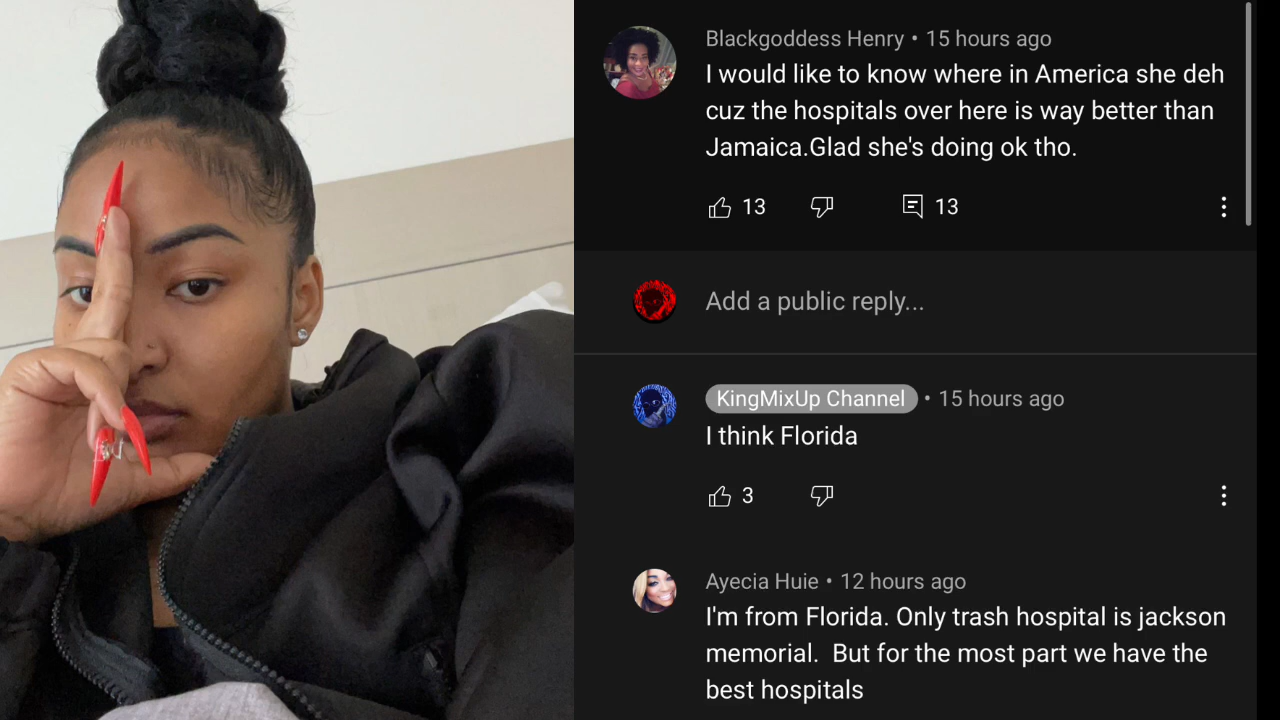 Blackgoddess Henry • 15 hours ago
I would like to know where in America she deh
cuz the hospitals over here is way better than
Jamaica.Glad she's doing ok tho.
13 13
Add a public reply...
KingMixUp Channel • 15 hours ago
I think Florida
3
Ayecia Huie • 12 hours ago
I'm from Florida. Only trash hospital is jackson
memorial.  But for the most part we have the
best hospitals